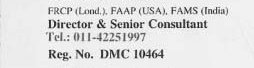 FRCP (Lond.), FAAP (USA), FAMS (India)
Director & Senior Consultant
Tel.: 011-42251997
Reg. No. DMC 10464